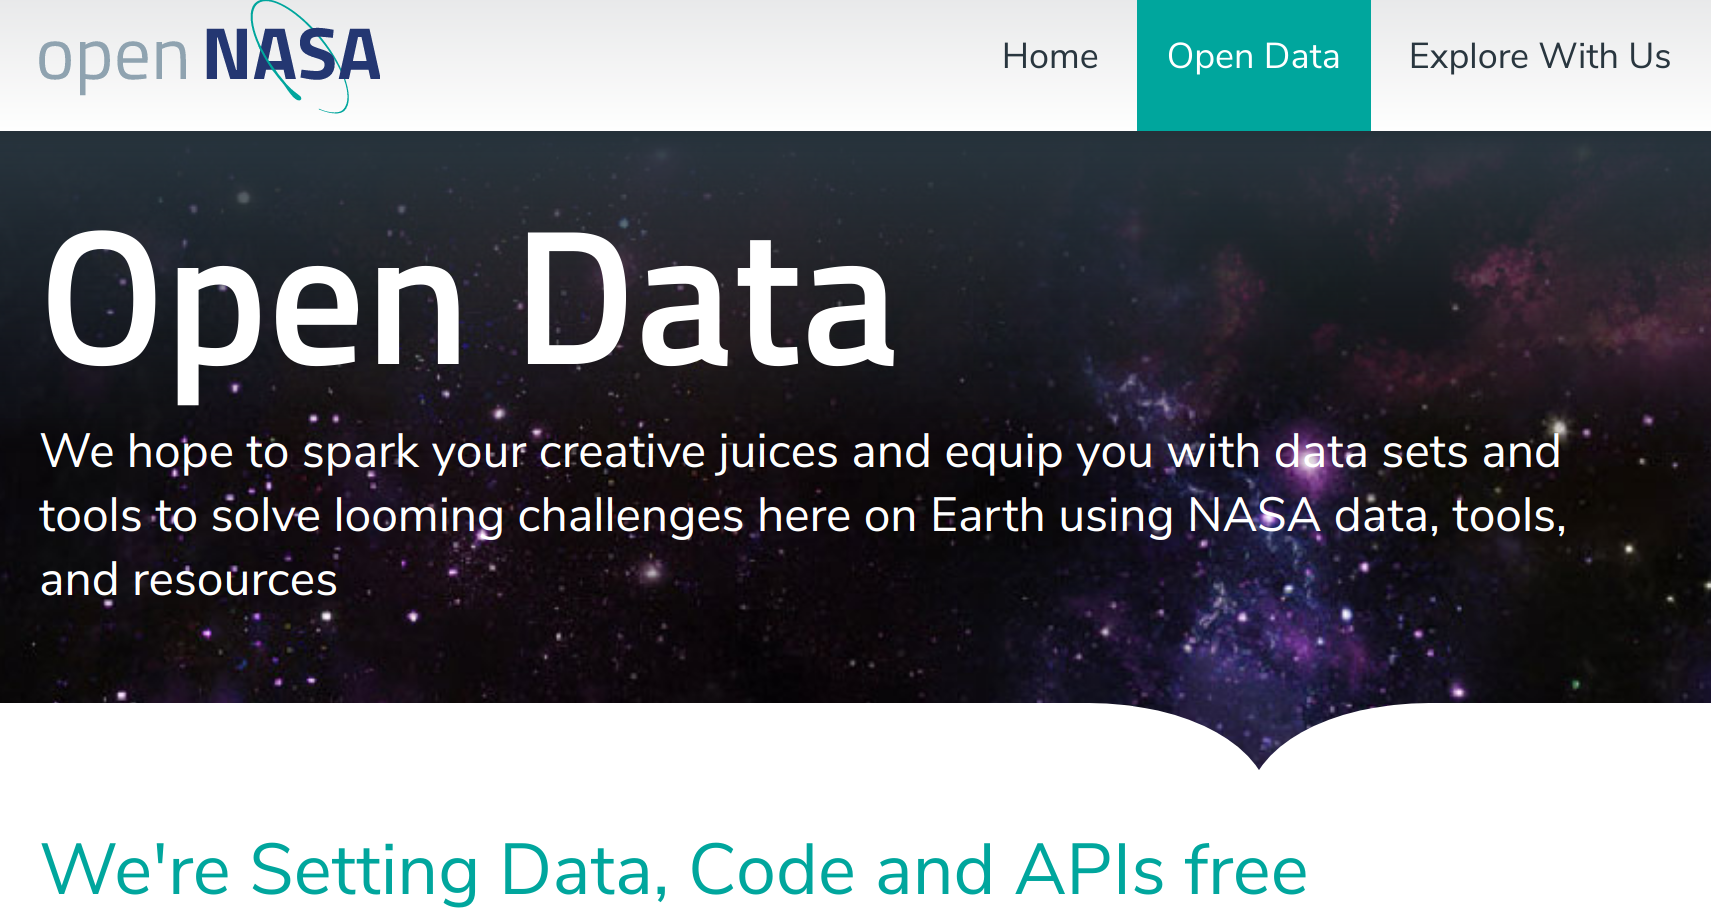 open NASA
Home
Open Data
Explore With Us
Open Data
We hope to spark your creative juices and equip you with data sets and
tools to solve looming challenges here on Earth using NASA data, tools,
and resources
We're Setting Data, Code and APIs free